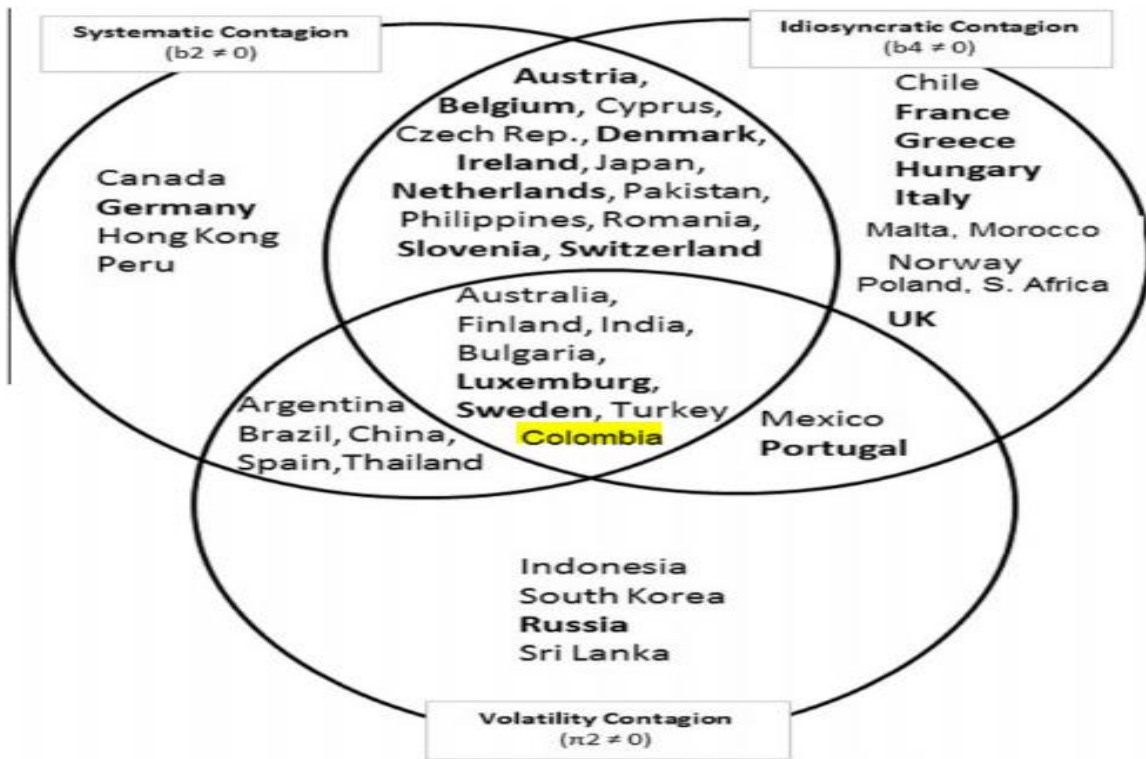 Systematic Contagion
(b2 ≠ 0)
Idiosyncratic Contagion
(b4 ≠ 0)
Austria,
Belgium, Cyprus,
Czech Rep., Denmark,
Ireland, Japan,
Netherlands, Pakistan,
Philippines, Romania,
Slovenia, Switzerland
Chile
France
Greece
Hungary
Italy
Malta, Morocco
Norway
Poland, S. Africa
UK
Canada
Germany
Hong Kong
Peru
Australia,
Finland, India,
Bulgaria,
Luxemburg,
Sweden, Turkey
Colombia
Argentina
Brazil, China,
Spain,Thailand
Mexico
Portugal
Indonesia
South Korea
Russia
Sri Lanka
Volatility Contagion
(π2 ≠ 0)